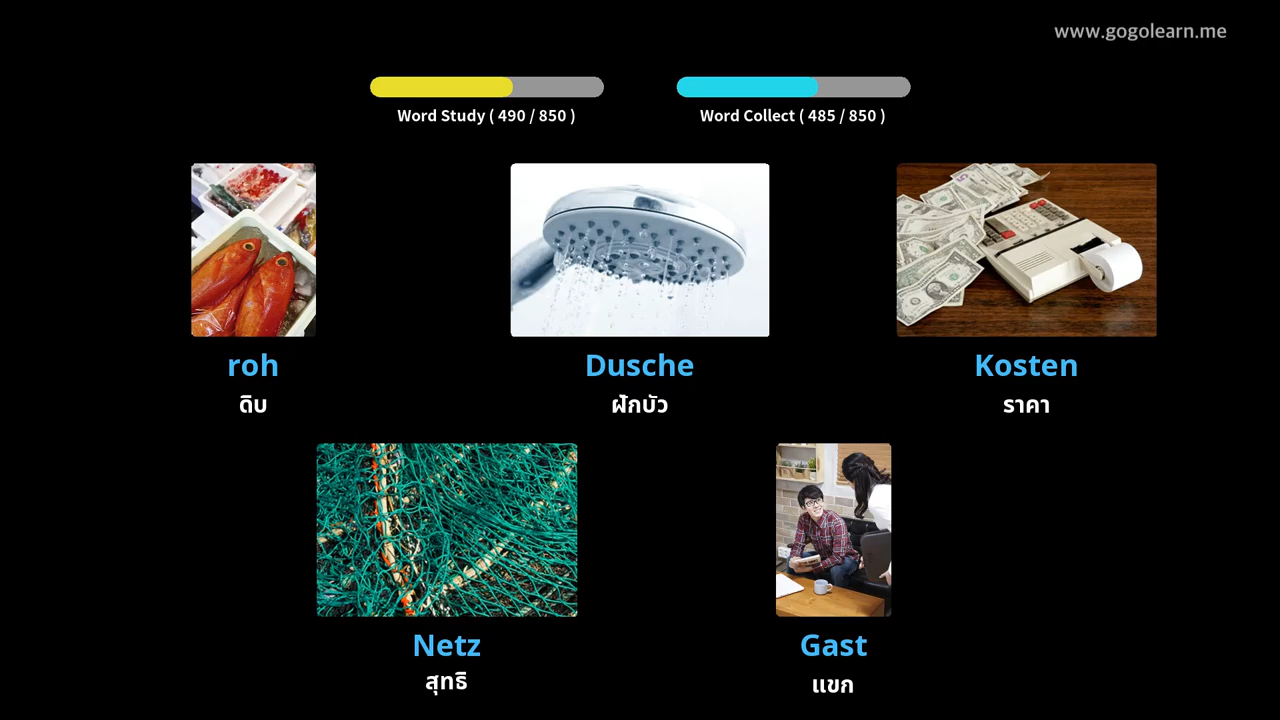 www.gogolearn.me
Word Study ( 490 / 850 )
Word Collect ( 485 / 850 )
roh
ดิบ
Dusche
ฝักบัว
Kosten
ราคา
Netz
สุทธิ
Gast
แขก